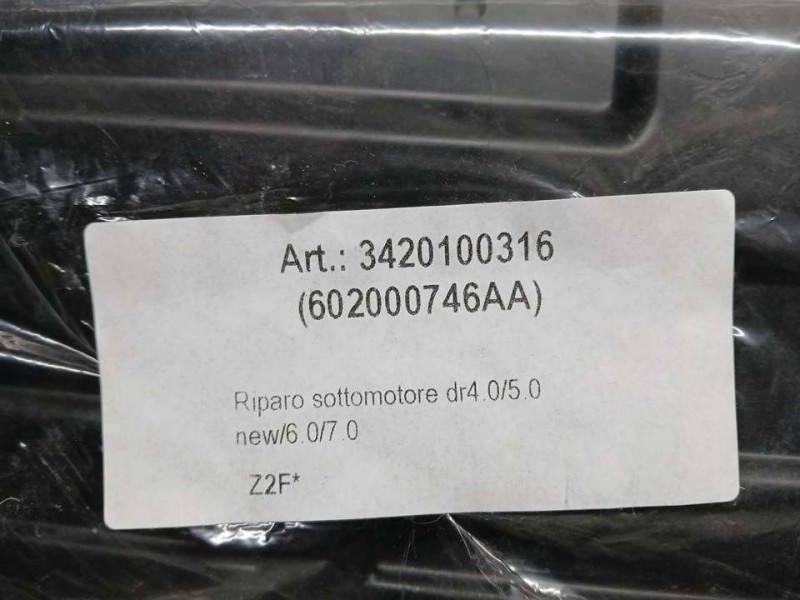 Art.: 3420100316
(602000746AA)
Riparo sottomotore dr4.0/5.0
new/6.0/7.0
Z2F*